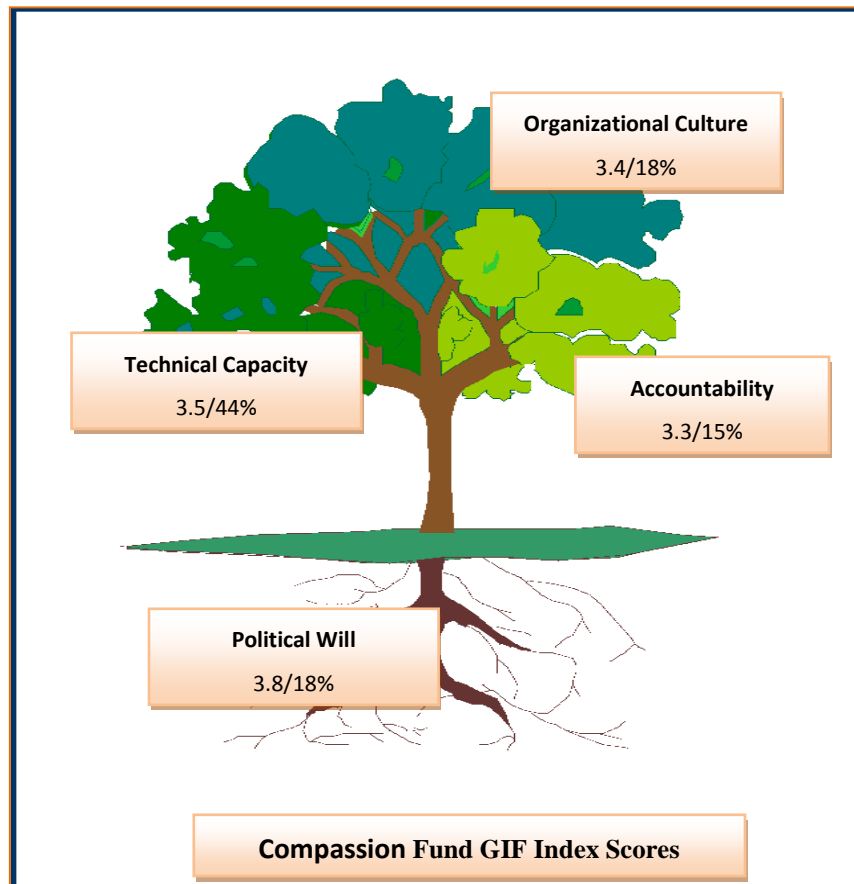 Organizational Culture
3.4/18%
Technical Capacity
3.5/44%
Accountability
3.3/15%
Political Will
3.8/18%
Compassion Fund GIF Index Scores